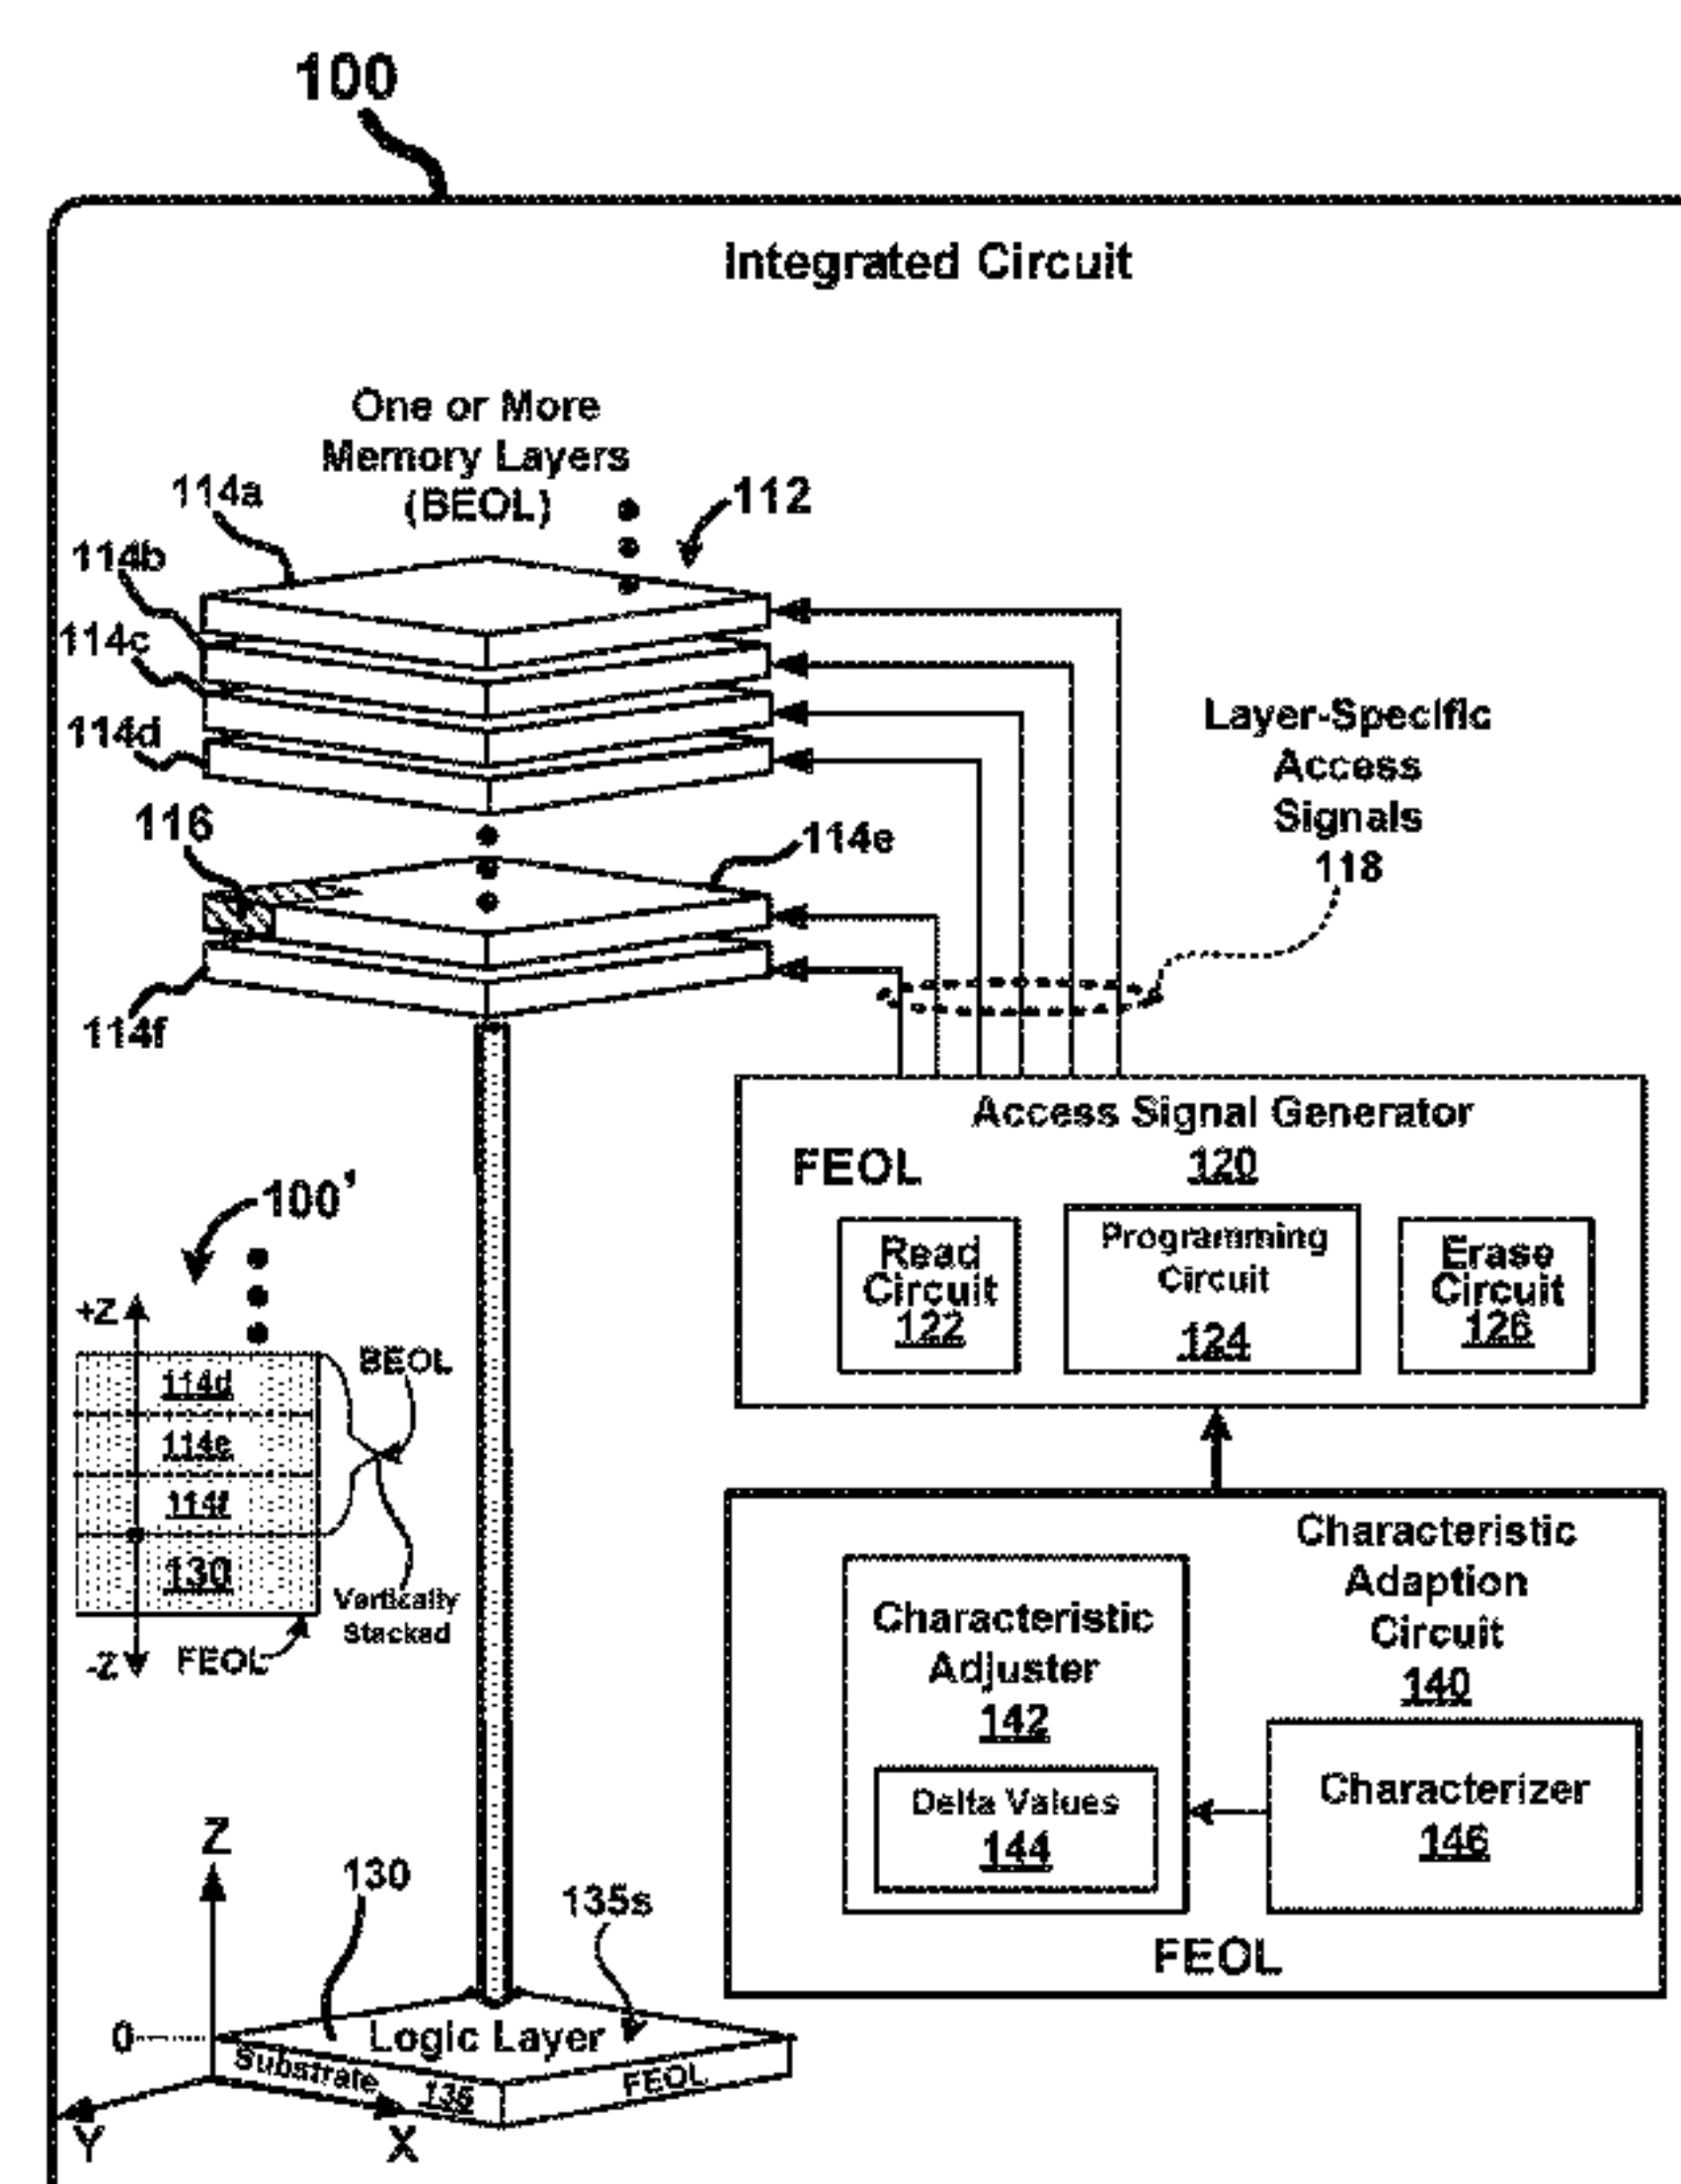 100
Integrated Circuit
One or More
Memory Layers
(BEOL)
114a
112
114b
114c
114d
116
114e
114f
Layer-Specific
Access
Signals
118
Access Signal Generator
FEOL
120
Read
Circuit
122
Programming
Circuit
124
Erase
Circuit
126
100'
+Z
BEOL
114d
114e
114f
130
Vertically
Stacked
-Z
FEOL
Characteristic
Adaption
Circuit
140
Characteristic
Adjuster
142
Delta Values
144
Characterizer
146
FEOL
Z
130
135s
0
Logic Layer
Substrate
135
FEOL
Y
X